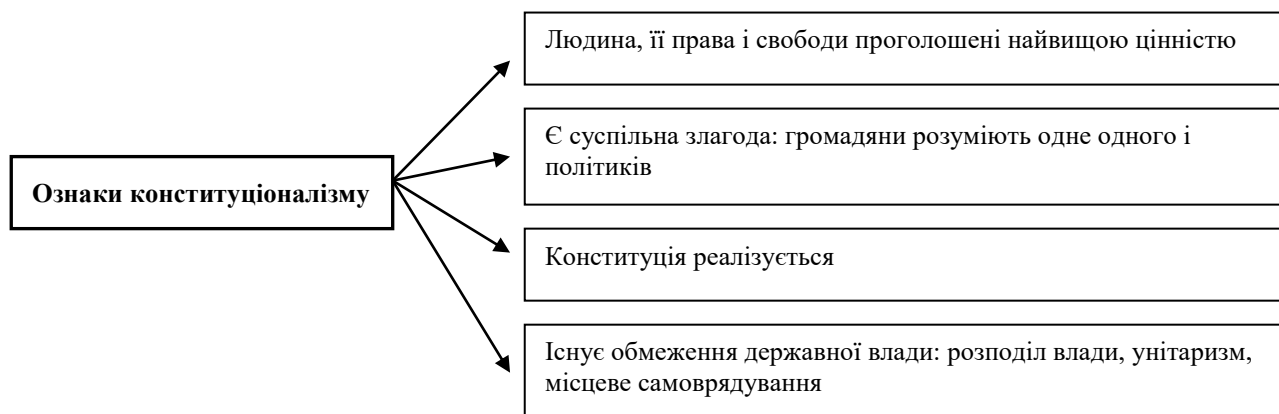 Людина, її права і свободи проголошені найвищою цінністю
Є суспільна злагода: громадяни розуміють одне одного і
політиків
Ознаки конституціоналізму
Конституція реалізується
Існує обмеження державної влади: розподіл влади, унітаризм,
місцеве самоврядування